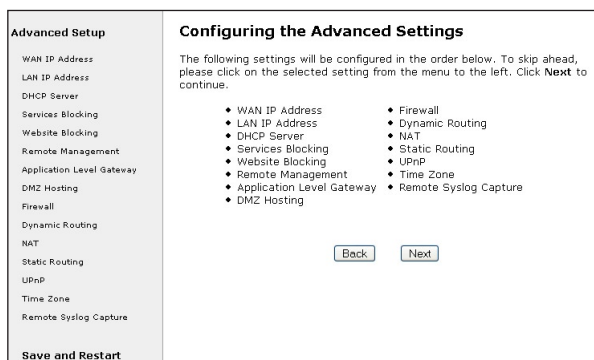 Advanced Setup
WAN IP Address
LAN IP Address
DHCP Server
Services Blocking
Website Blocking
Remote Management
Application Level Gateway
DMZ Hosting
Firewall
Dynamic Routing
NAT
Static Routing
UPnP
Time Zone
Remote Syslog Capture
Save and Restart
Configuring the Advanced Settings
The following settings will be configured in the order below. To skip ahead,
please click on the selected setting from the menu to the left. Click Next to
continue.
WAN IP Address
LAN IP Address
DHCP Server
Services Blocking
Website Blocking
Remote Management
Application Level Gateway
DMZ Hosting
Firewall
Dynamic Routing
NAT
Static Routing
UPnP
Time Zone
Remote Syslog Capture
Back Next